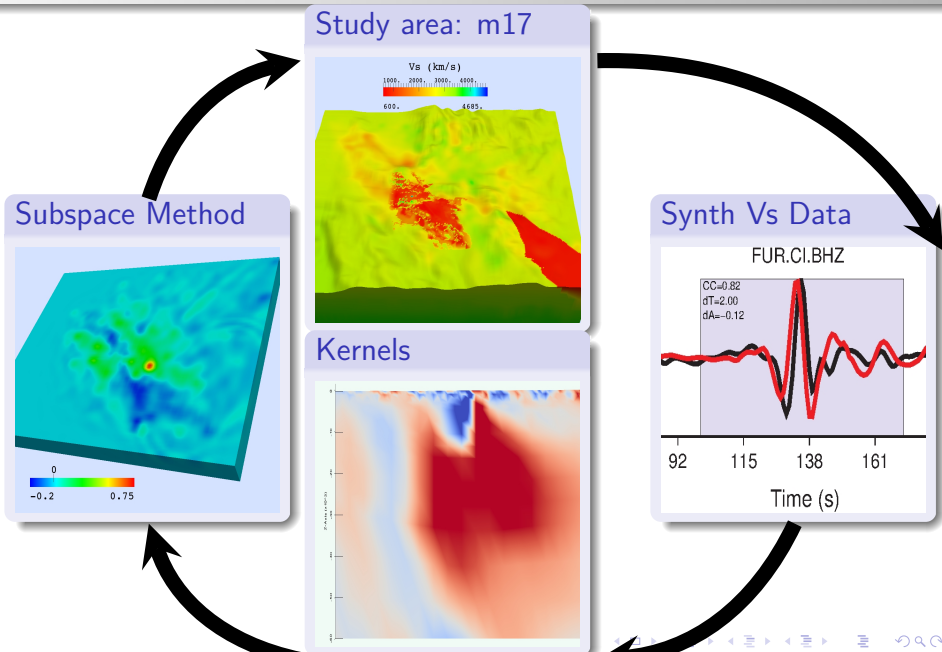 Study area: m17
Vs (km/s)
1000. 2000. 3000. 4000.
600. 4685.
Subspace Method
0
-0.2 0.75
Synth Vs Data
FUR.CI.BHZ
CC=0.82
dT=2.00
dA=-0.12
92 115 138 161
Time (s)
Kernels